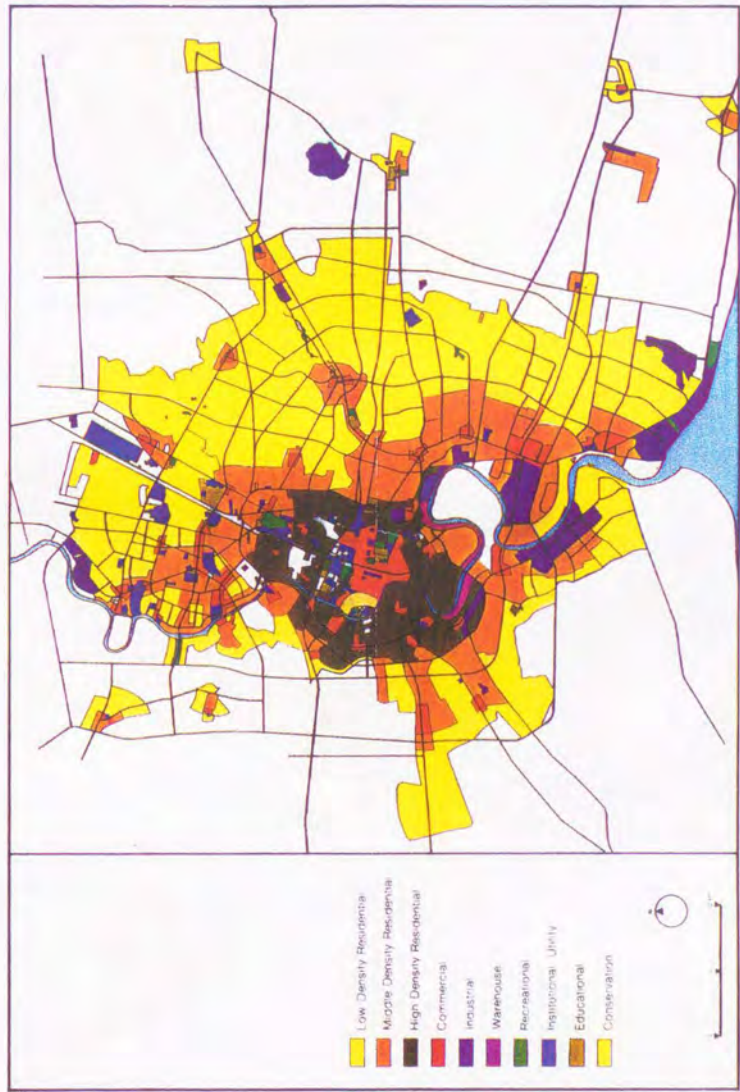 Low Density Residential
Middle Density Residential
High Density Residential
Commercial
Industrial
Warehouse
Recreational
Institutional Utility
Educational
Conservation